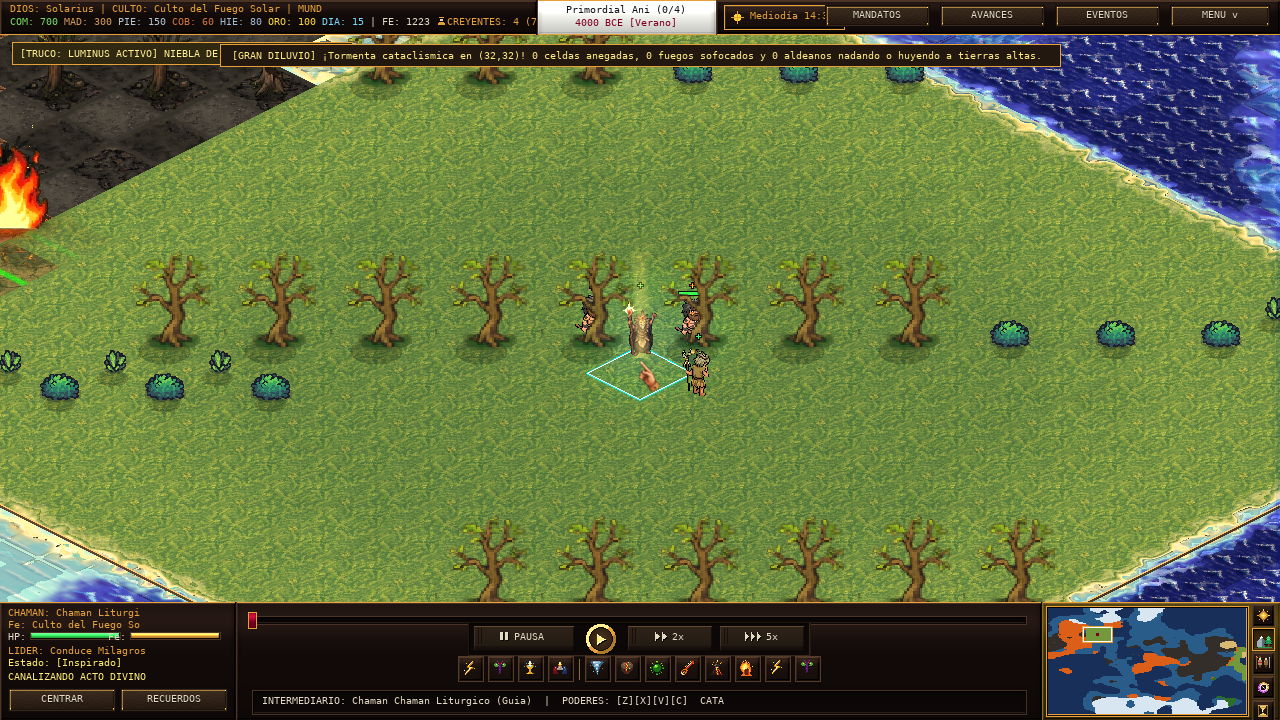 DIOS: Solarius | CULTO: Culto del Fuego Solar | MUND
COM: 700 MAD: 300 PIE: 150 COB: 60 HIE: 80 ORO: 100 DIA: 15 | FE: 1223 CREYENTES: 4 (7
Primordial Ani (0/4)
4000 BCE [Verano]
Mediodía 14:3
MANDATOS
AVANCES
EVENTOS
MENU v
[TRUCO: LUMINUS ACTIVO] NIEBLA DE
[GRAN DILUVIO] ¡Tormenta cataclismica en (32,32)! 0 celdas anegadas, 0 fuegos sofocados y 0 aldeanos nadando o huyendo a tierras altas.
CHAMAN: Chaman Liturgi
Fe: Culto del Fuego So
HP: Fe:
LIDER: Conduce Milagros
Estado: [Inspirado]
CANALIZANDO ACTO DIVINO
CENTRAR
RECUERDOS
PAUSA
2x
5x
INTERMEDIARIO: Chaman Chaman Liturgico (Guia) | PODERES: [Z][X][V][C] CATA